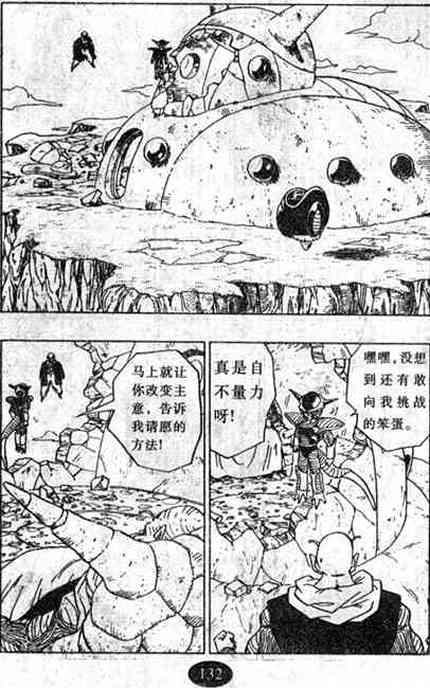 嘿嘿，没想
到还有敢
向我挑战
的笨蛋。
真是自
不量力
呀！
马上就让
你改变主
意，告诉
我请愿的
方法！
132